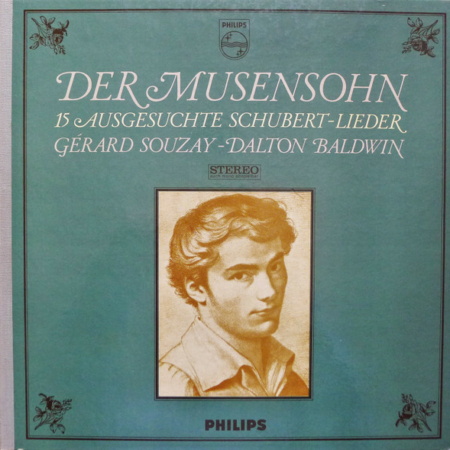 PHILIPS
DER MUSENSOHN
15 AUSGESUCHTE SCHUBERT-LIEDER
GÉRARD SOUZAY-DALTON BALDWIN
STEREO
PHILIPS